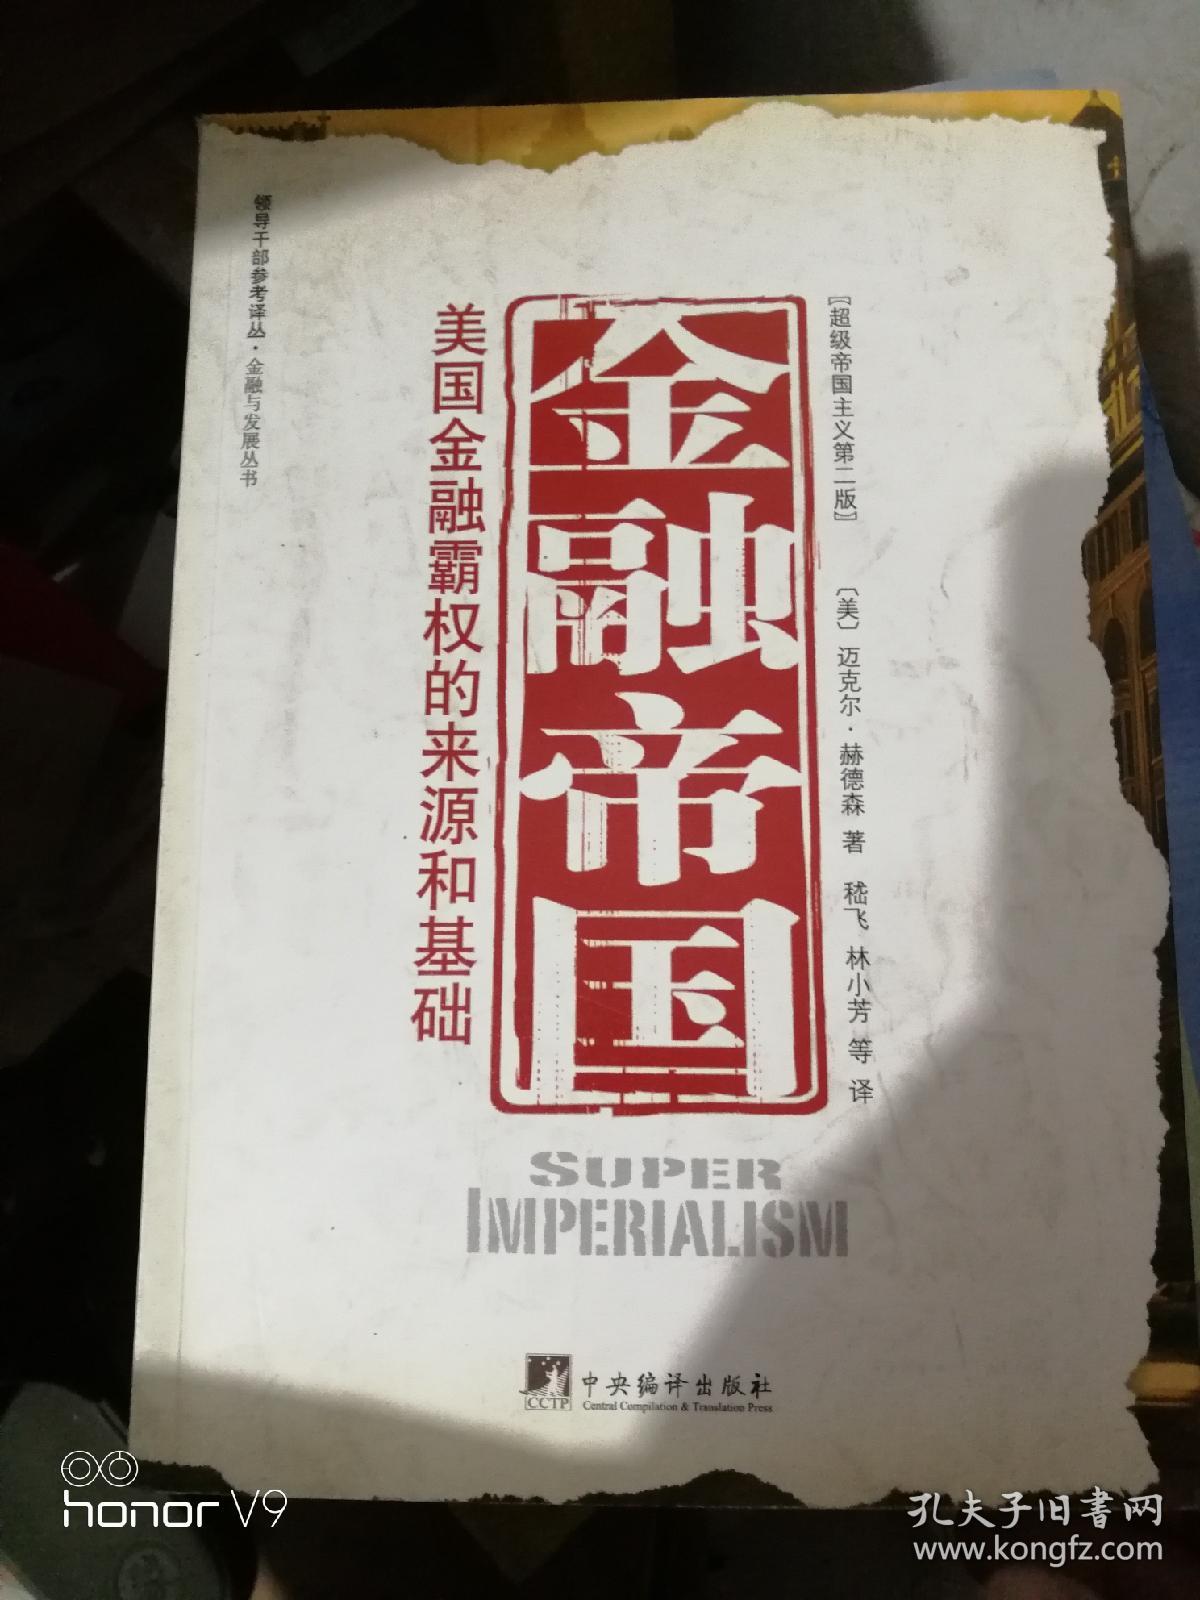 领导干部参考译丛·金融与发展丛书
美国金融霸权的来源和基础
金融帝国
[超级帝国主义第二版]
〔美〕迈克尔·赫德森 著 嵇飞 林小芳 等 译
SUPER
IMPERIALISM
CCTP
中央编译出版社
Central Compilation & Translation Press
honor V9
孔夫子旧书网
www.kongfz.com